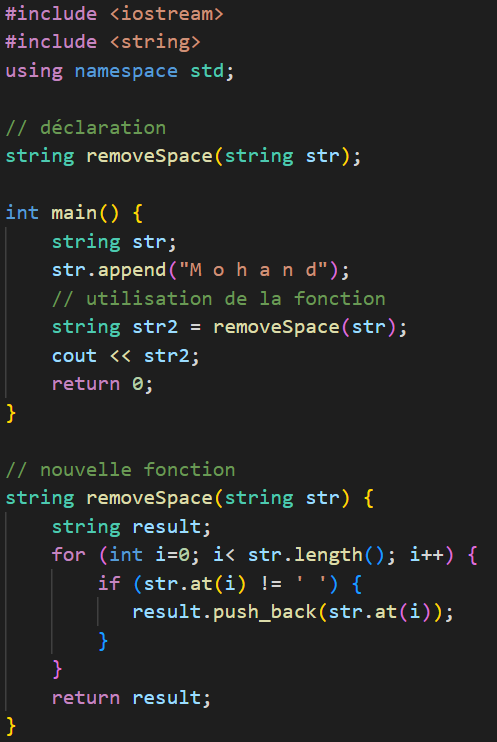 #include <iostream>
#include <string>
using namespace std;

// déclaration
string removeSpace(string str);

int main() {
    string str;
    str.append("M o h a n d");
    // utilisation de la fonction
    string str2 = removeSpace(str);
    cout << str2;
    return 0;
}

// nouvelle fonction
string removeSpace(string str) {
    string result;
    for (int i=0; i< str.length(); i++) {
        if (str.at(i) != ' ') {
           result.push_back(str.at(i));
        }
    }
    return result;
}